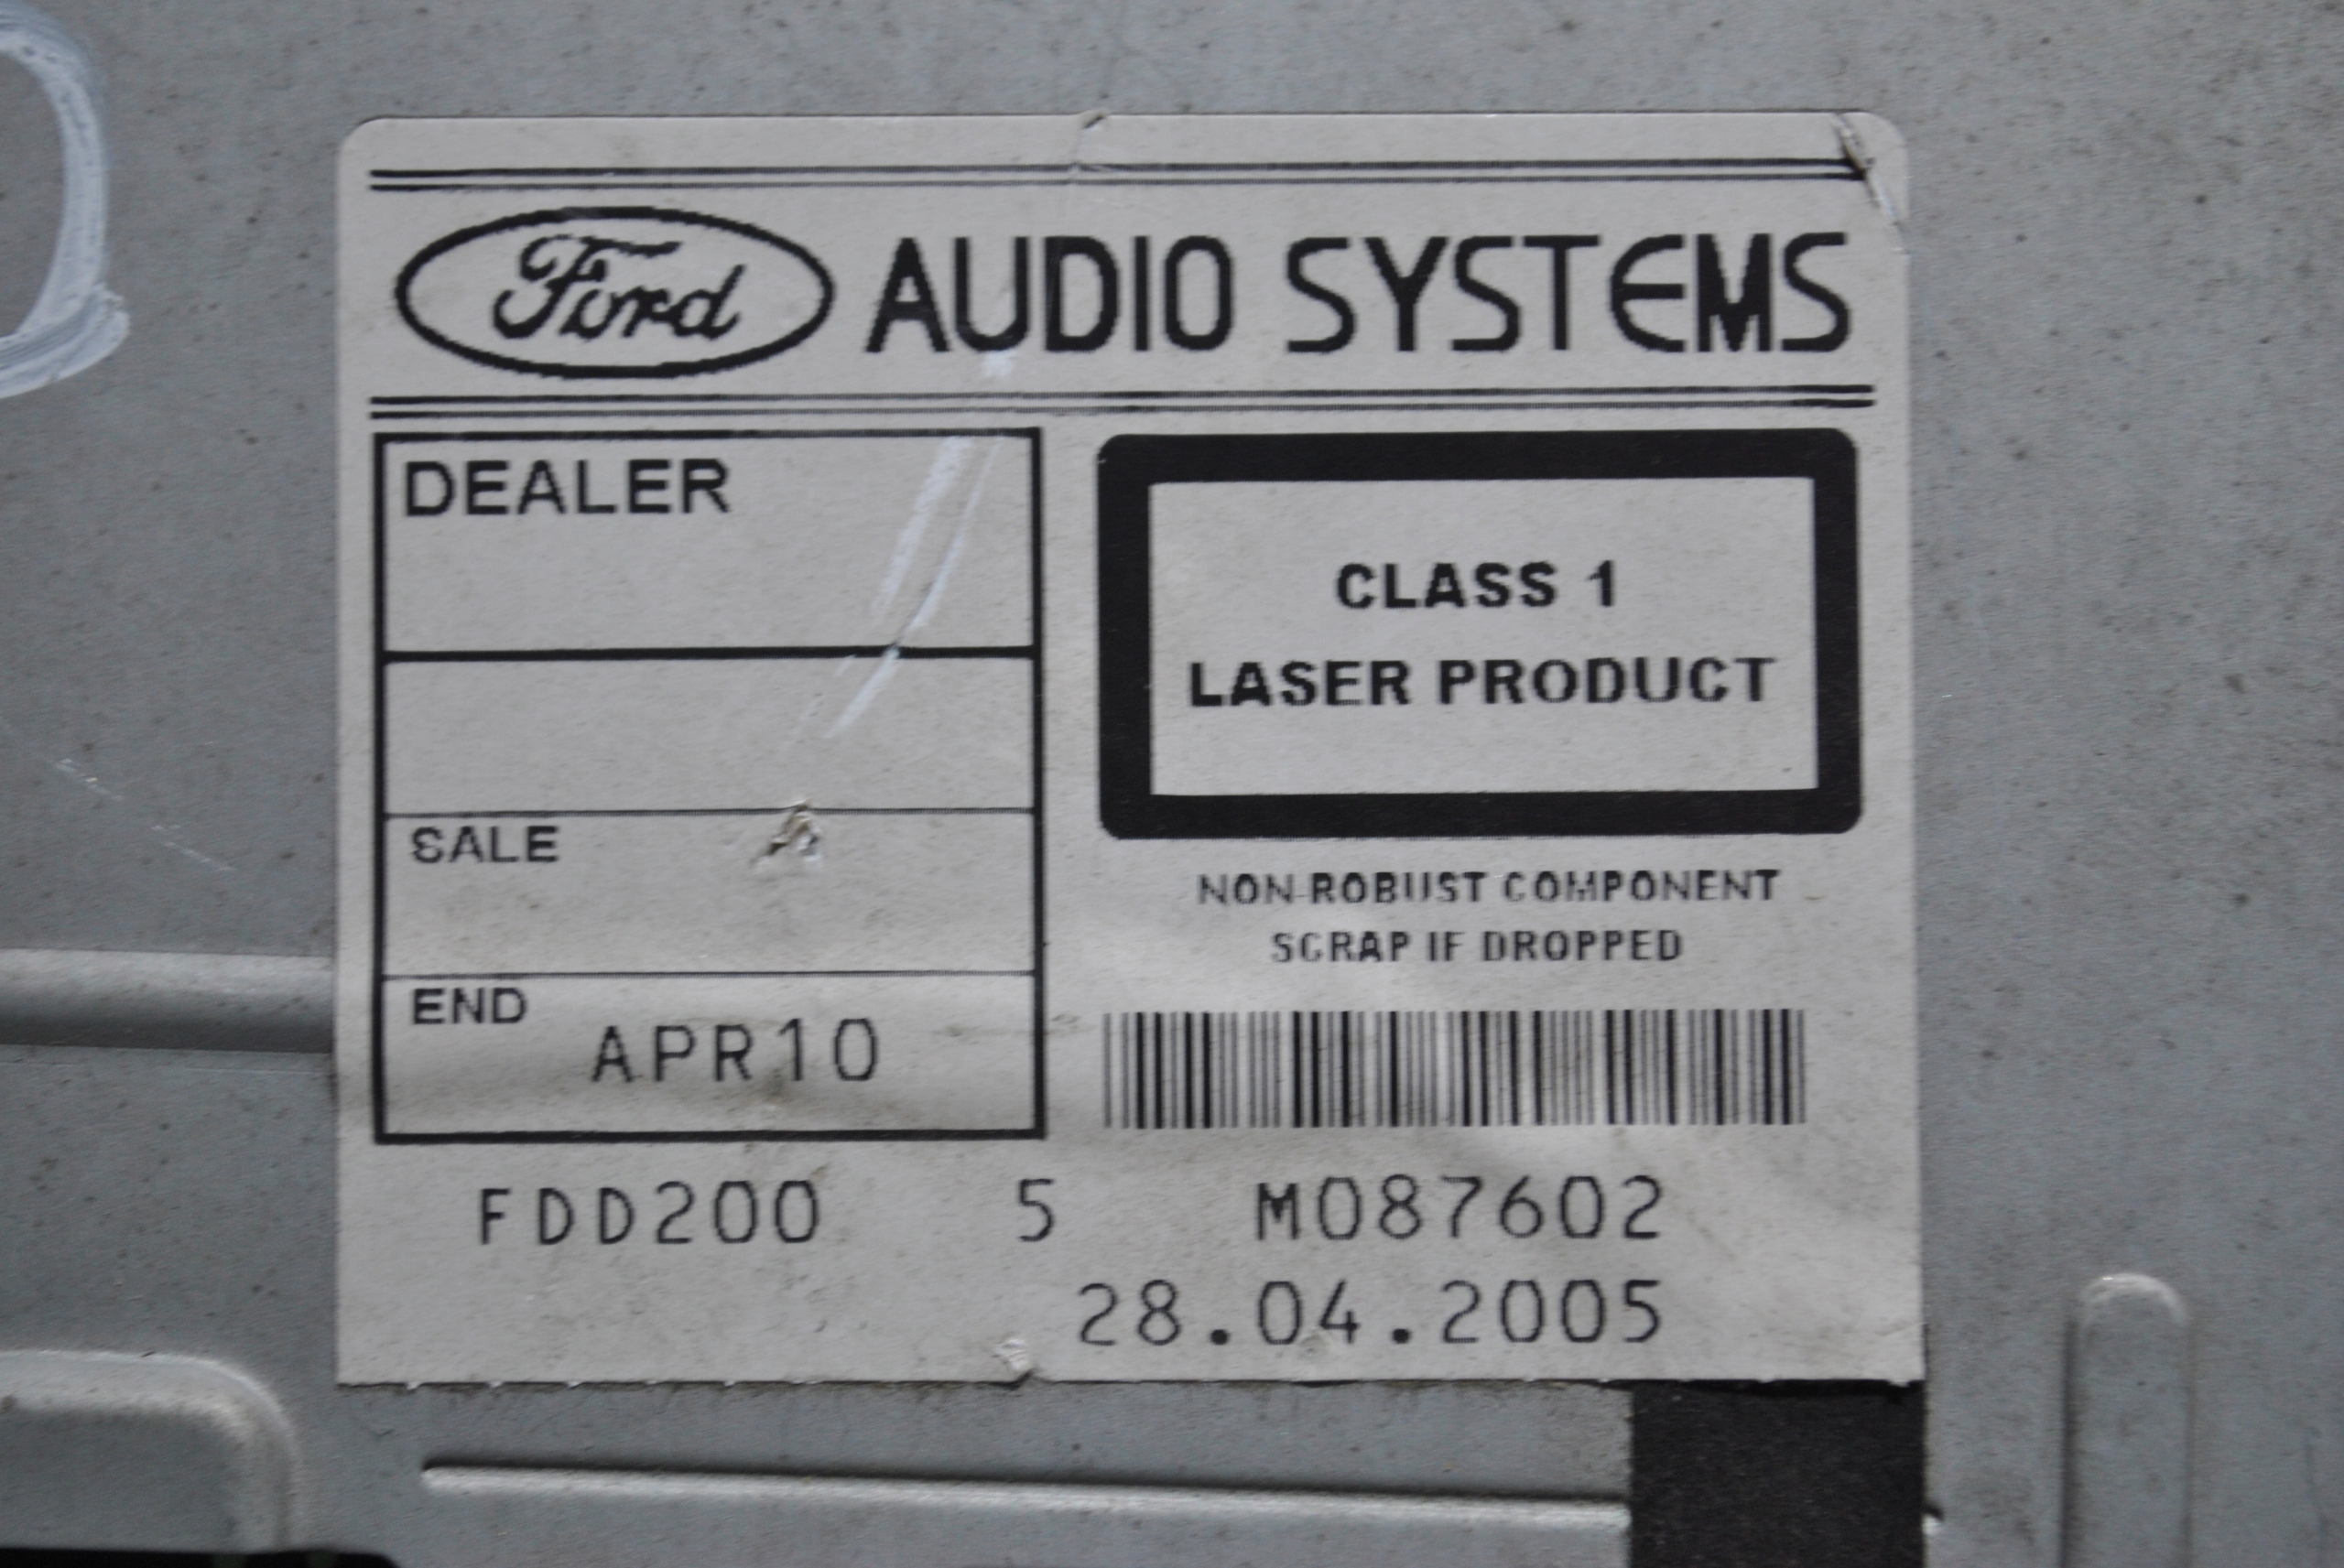 Ford AUDIO SYSTEMS
DEALER
SALE
END
APR10
CLASS 1
LASER PRODUCT
NON-ROBUST COMPONENT
SCRAP IF DROPPED
FDD200 5 M087602
28.04.2005